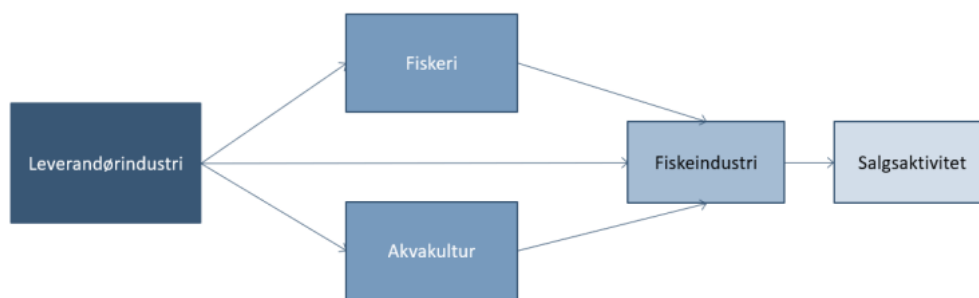 Fiskeri
Leverandørindustri
Fiskeindustri
Salgsaktivitet
Akvakultur